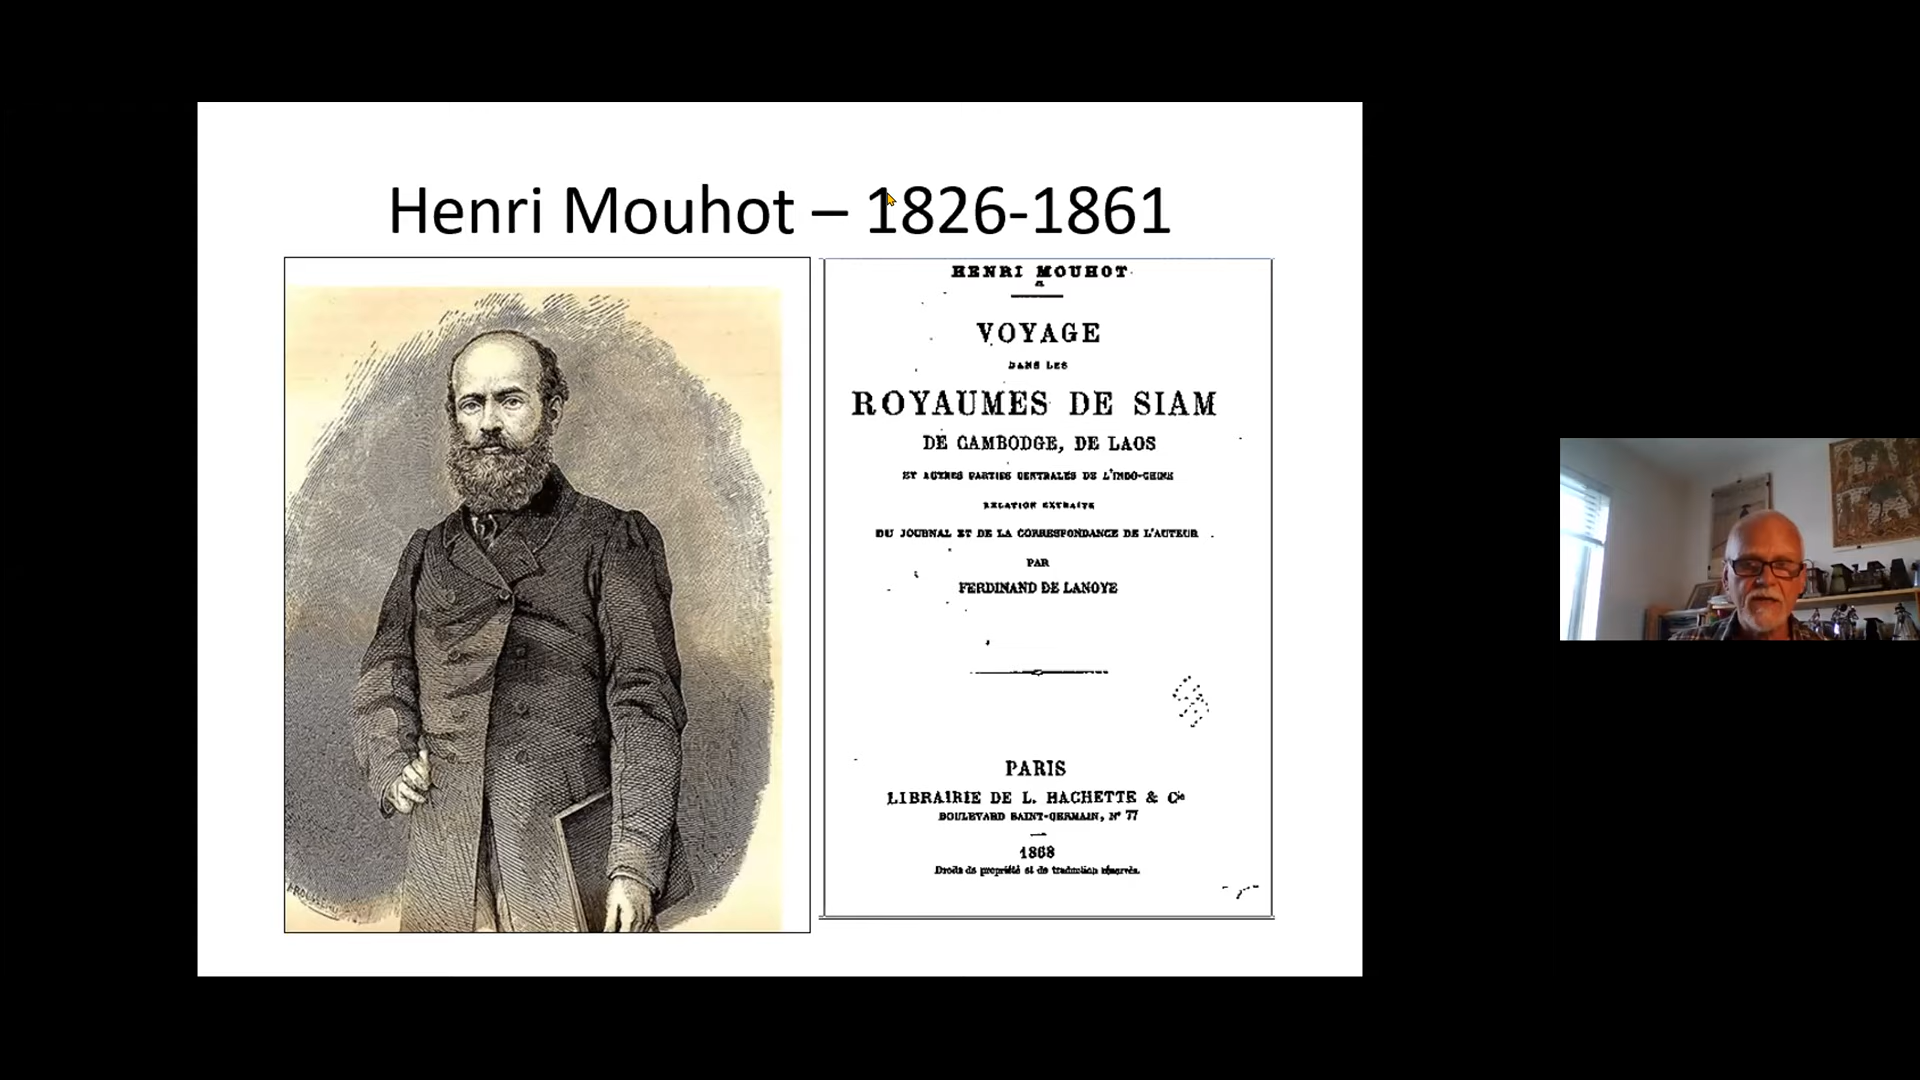 Henri Mouhot – 1826-1861
HENRI MOUHOT
VOYAGE
DANS LES
ROYAUMES DE SIAM
DE CAMBODGE, DE LAOS
ET AUTRES PARTIES CENTRALES DE L'INDO-CHINE
RELATION EXTRAITE
DU JOURNAL ET DE LA CORRESPONDANCE DE L'AUTEUR
PAR
FERDINAND DE LANOYE
PARIS
LIBRAIRIE DE L. HACHETTE & Cie
BOULEVARD SAINT-GERMAIN, N° 77
1868
Droits de propriété et de traduction réservés.